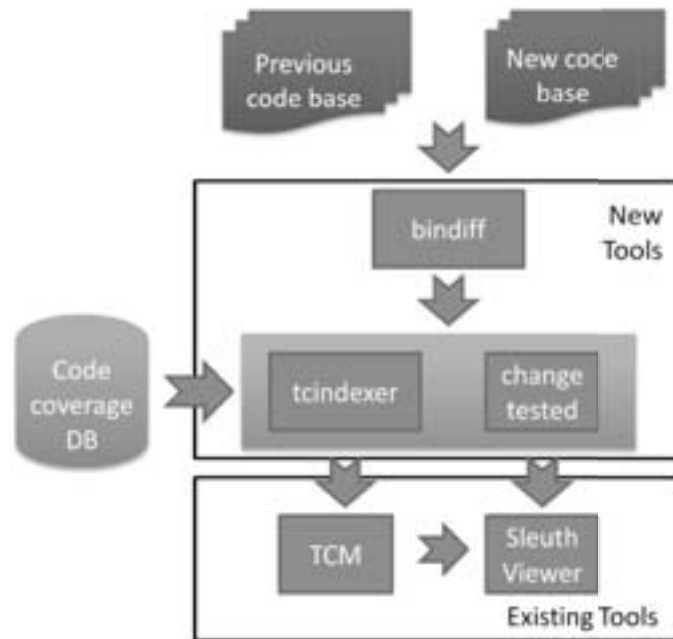 Previous
code base
New code
base
bindiff
New
Tools
Code
coverage
DB
tcindexer
change
tested
TCM
Sleuth
Viewer
Existing Tools